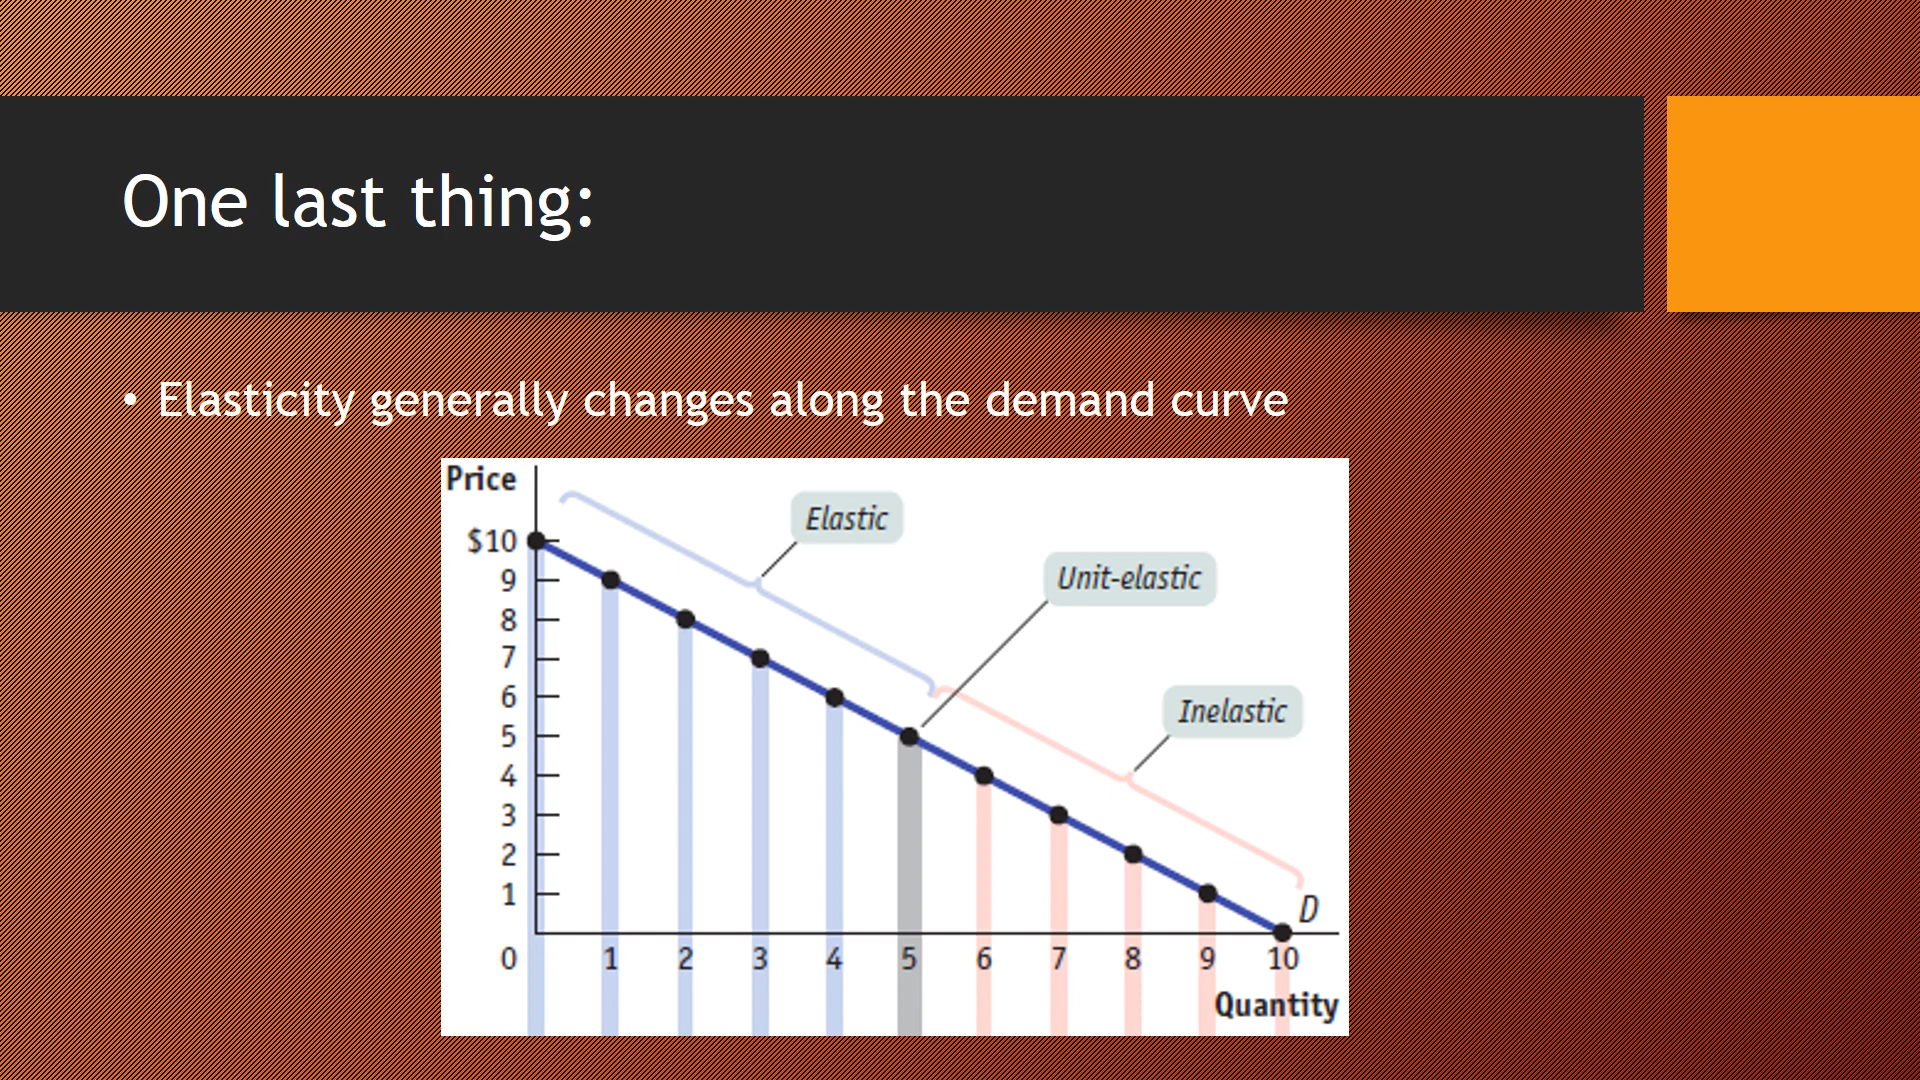 One last thing:
• Elasticity generally changes along the demand curve
Price
Elastic
$10
Unit-elastic
9
8
7
6
Inelastic
5
4
3
2
1
D
0 1 2 3 4 5 6 7 8 9 10
Quantity